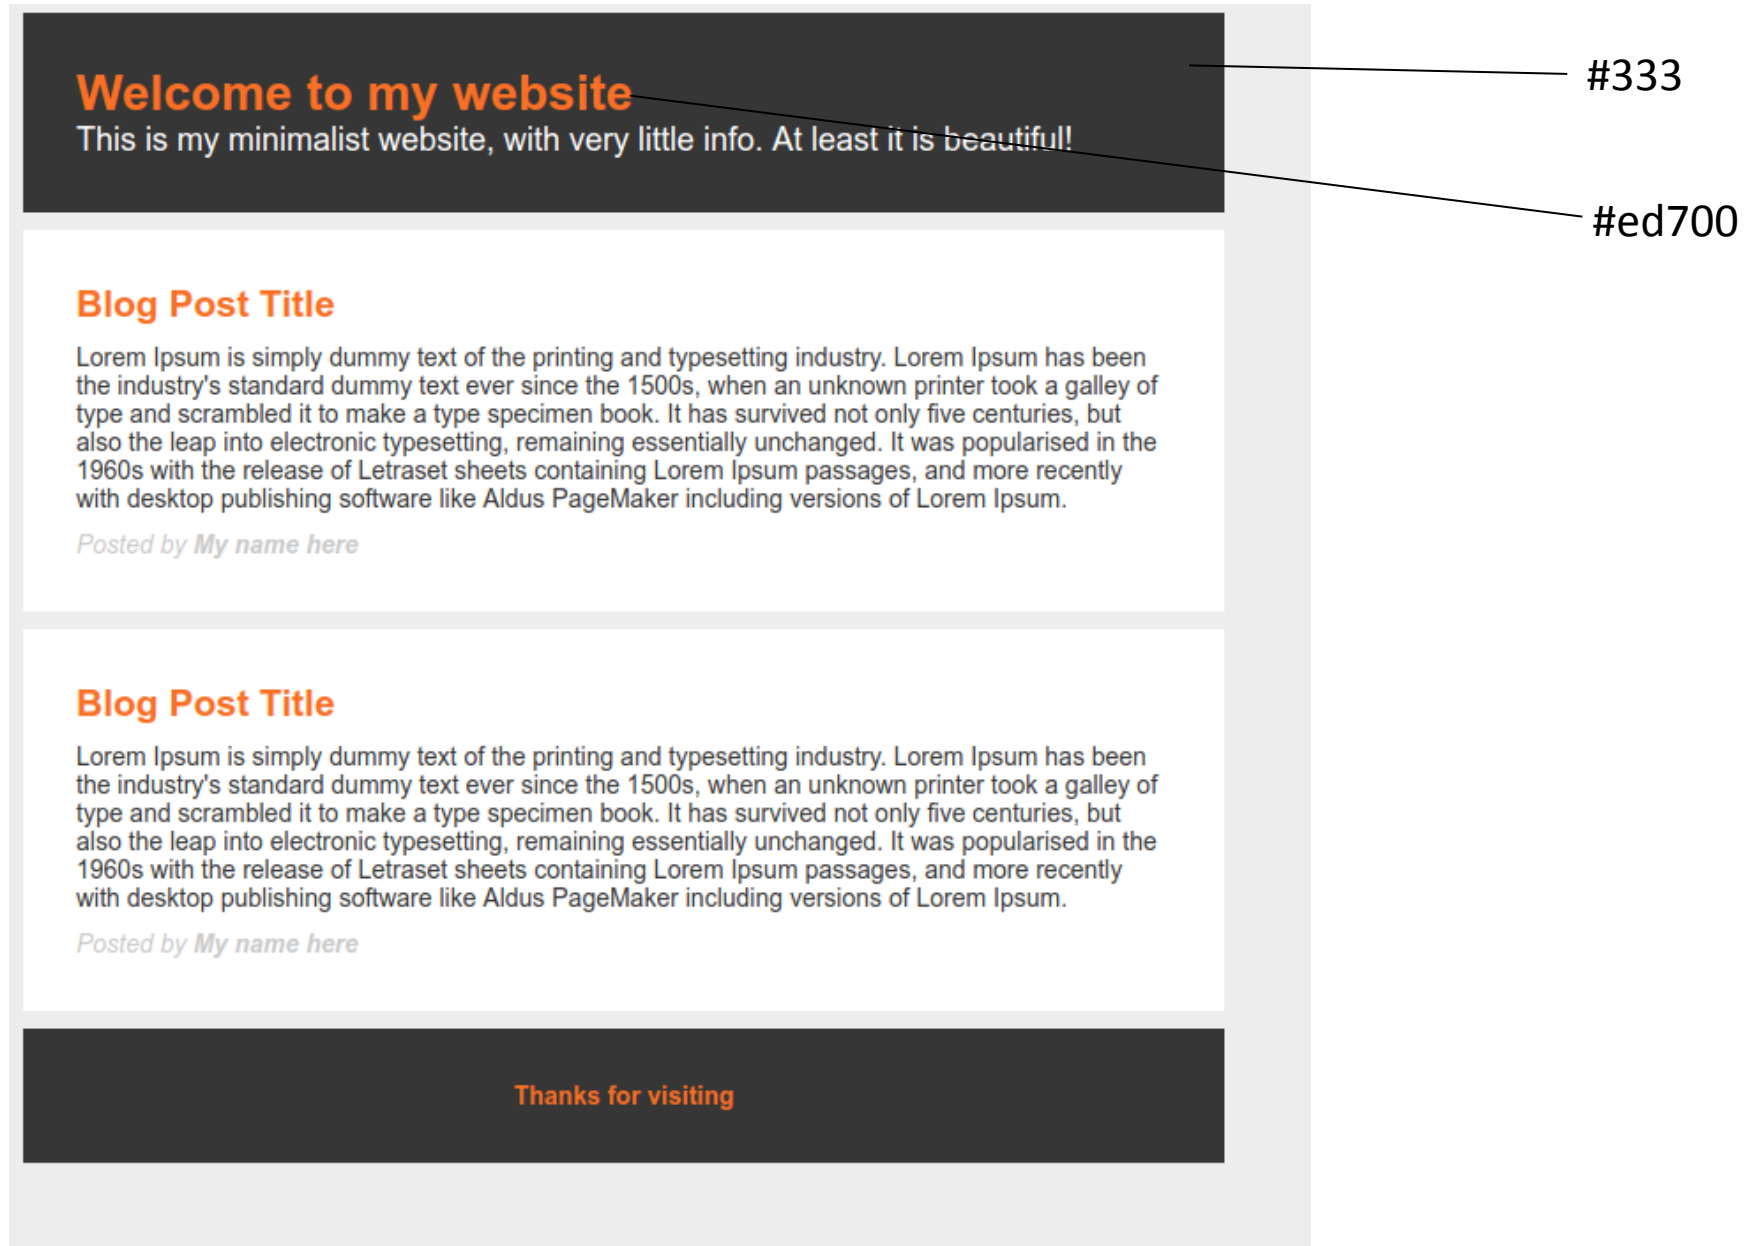 Welcome to my website
This is my minimalist website, with very little info. At least it is beautiful!
#333
#ed700
Blog Post Title
Lorem Ipsum is simply dummy text of the printing and typesetting industry. Lorem Ipsum has been
the industry's standard dummy text ever since the 1500s, when an unknown printer took a galley of
type and scrambled it to make a type specimen book. It has survived not only five centuries, but
also the leap into electronic typesetting, remaining essentially unchanged. It was popularised in the
1960s with the release of Letraset sheets containing Lorem Ipsum passages, and more recently
with desktop publishing software like Aldus PageMaker including versions of Lorem Ipsum.
Posted by My name here
Blog Post Title
Lorem Ipsum is simply dummy text of the printing and typesetting industry. Lorem Ipsum has been
the industry's standard dummy text ever since the 1500s, when an unknown printer took a galley of
type and scrambled it to make a type specimen book. It has survived not only five centuries, but
also the leap into electronic typesetting, remaining essentially unchanged. It was popularised in the
1960s with the release of Letraset sheets containing Lorem Ipsum passages, and more recently
with desktop publishing software like Aldus PageMaker including versions of Lorem Ipsum.
Posted by My name here
Thanks for visiting